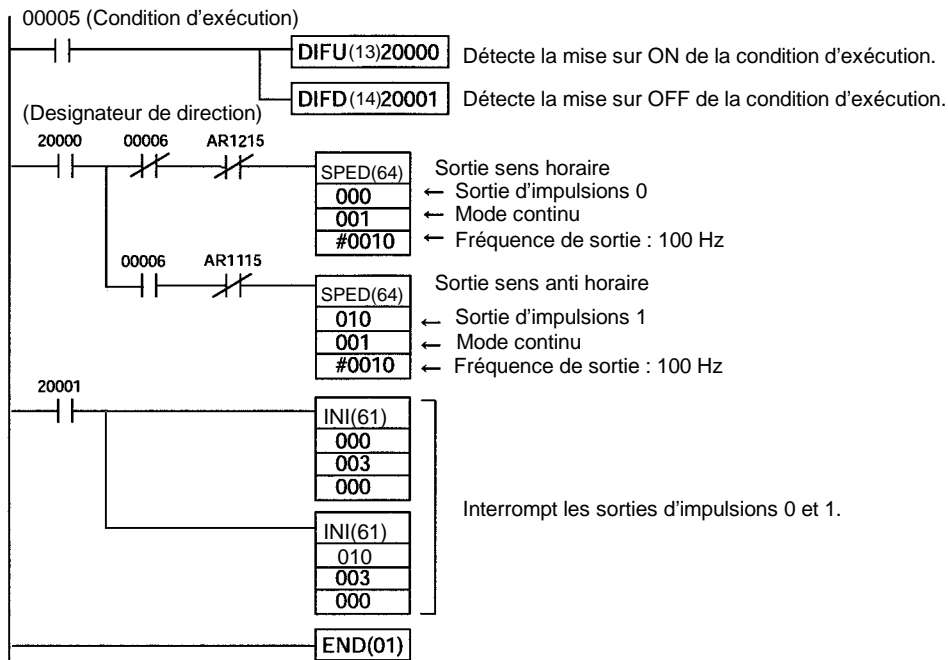 00005 (Condition d'exécution)
DIFU(13)20000 Détecte la mise sur ON de la condition d'exécution.
DIFD(14)20001 Détecte la mise sur OFF de la condition d'exécution.
(Designateur de direction)
20000 00006 AR1215
SPED(64) Sortie sens horaire
000 ← Sortie d'impulsions 0
001 ← Mode continu
#0010 ← Fréquence de sortie : 100 Hz
00006 AR1115
SPED(64) Sortie sens anti horaire
010 ← Sortie d'impulsions 1
001 ← Mode continu
#0010 ← Fréquence de sortie : 100 Hz
20001
INI(61)
000
003
000
Interrompt les sorties d'impulsions 0 et 1.
INI(61)
010
003
000
END(01)